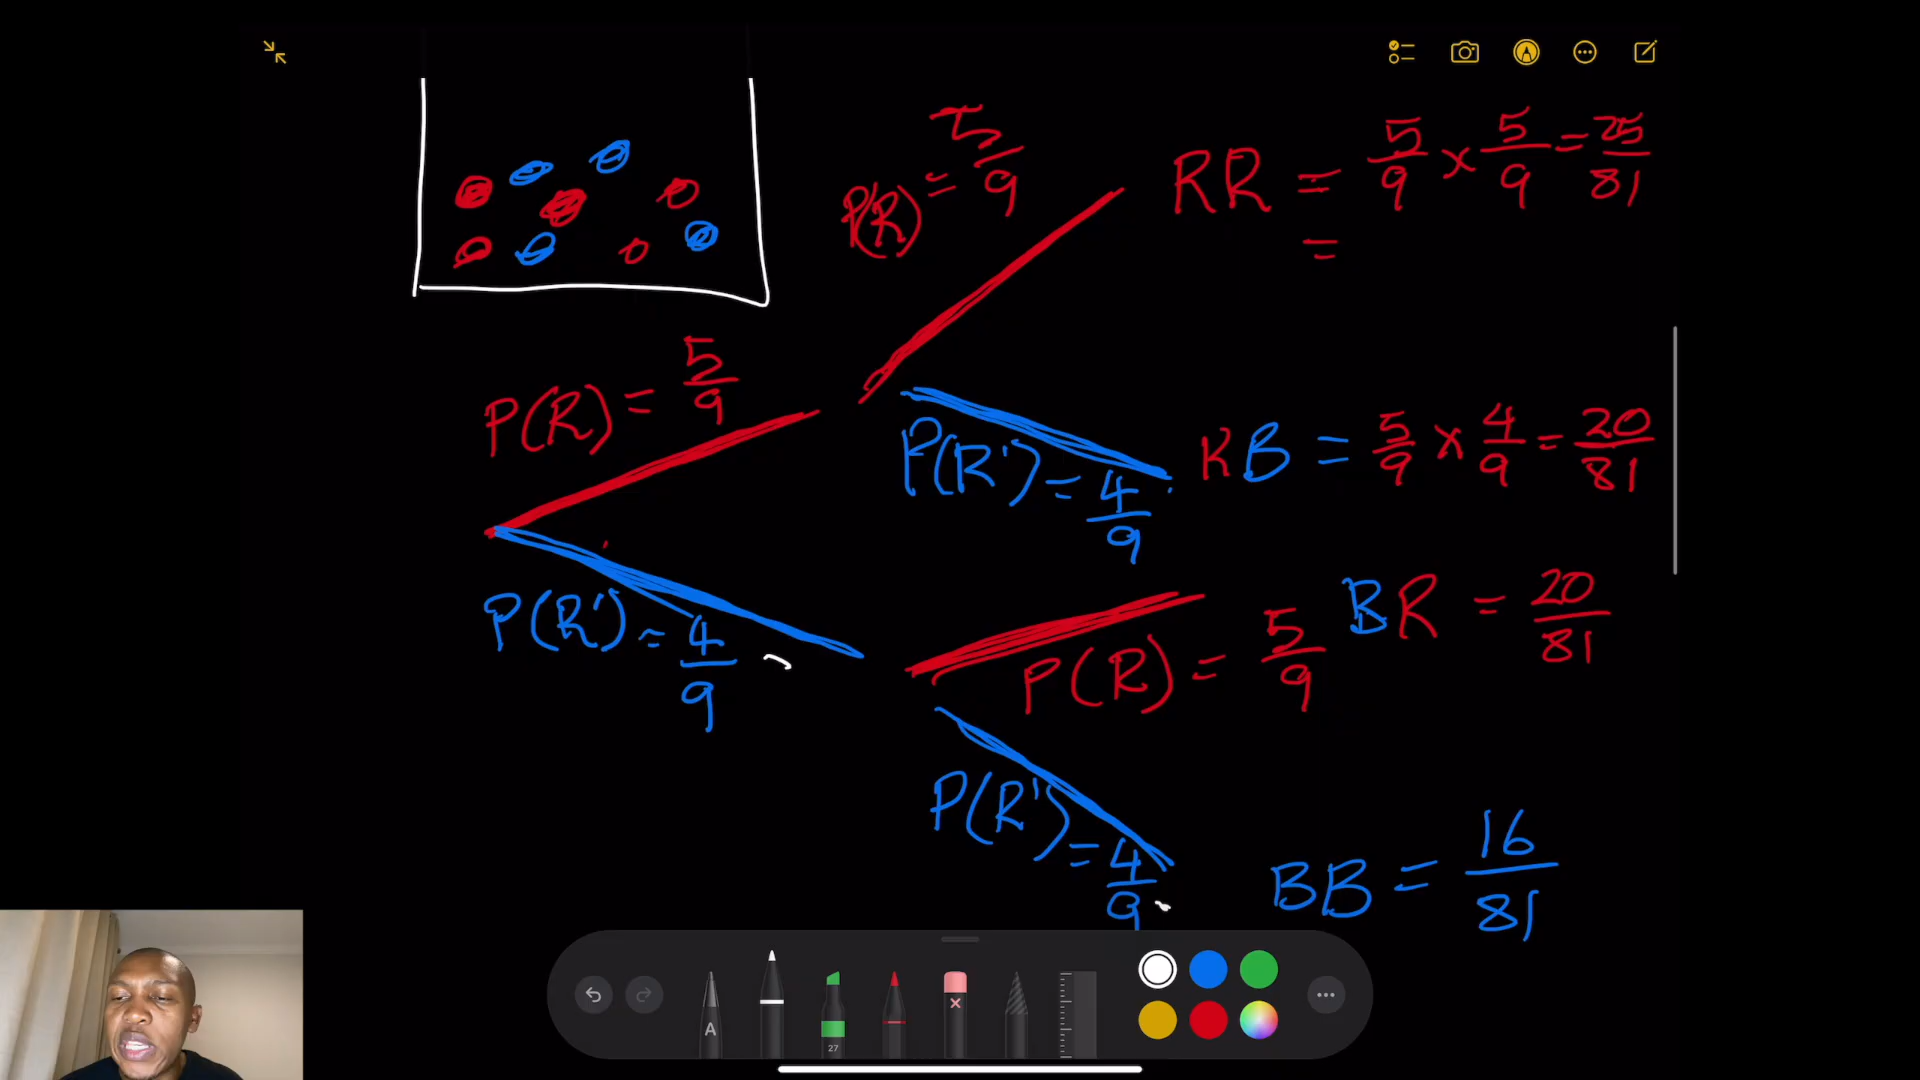 P(R) = 5/9
RR = 5/9 x 5/9 = 25/81
=
P(R) = 5/9
P(R') = 4/9
RB = 5/9 x 4/9 = 20/81
P(R') = 4/9
P(R) = 5/9
BR = 20/81
P(R') = 4/9
BB = 16/81
A
27